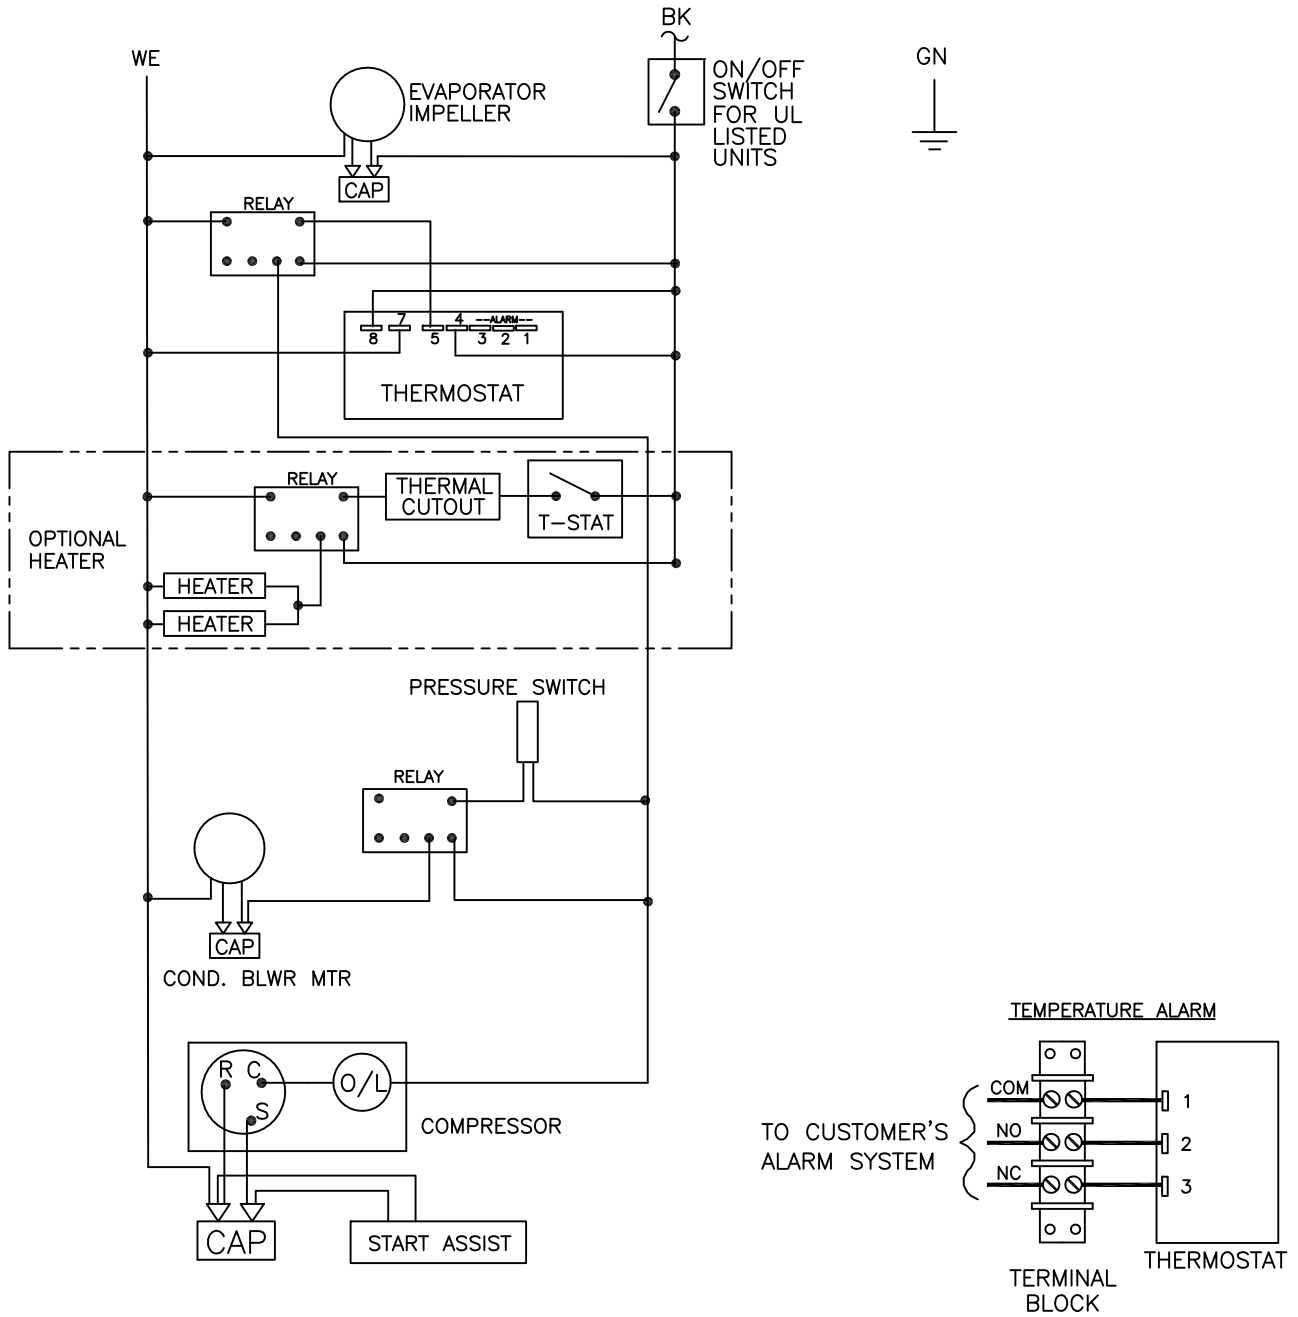 BK
WE
GN
ON/OFF
SWITCH
FOR UL
LISTED
UNITS
EVAPORATOR
IMPELLER
CAP
RELAY
7
4
--ALARM--
8
5
3
2
1
THERMOSTAT
RELAY
THERMAL
CUTOUT
T-STAT
OPTIONAL
HEATER
HEATER
HEATER
PRESSURE SWITCH
RELAY
CAP
COND. BLWR MTR
R
C
S
O/L
COMPRESSOR
CAP
START ASSIST
TEMPERATURE ALARM
COM
1
TO CUSTOMER'S
ALARM SYSTEM
NO
2
NC
3
THERMOSTAT
TERMINAL
BLOCK